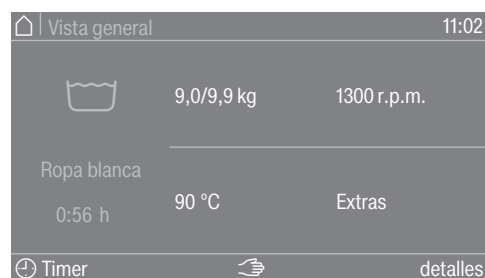 Vista general 11:02
9,0/9,9 kg 1300 r.p.m.
Ropa blanca
0:56 h
90 °C Extras
Timer detalles